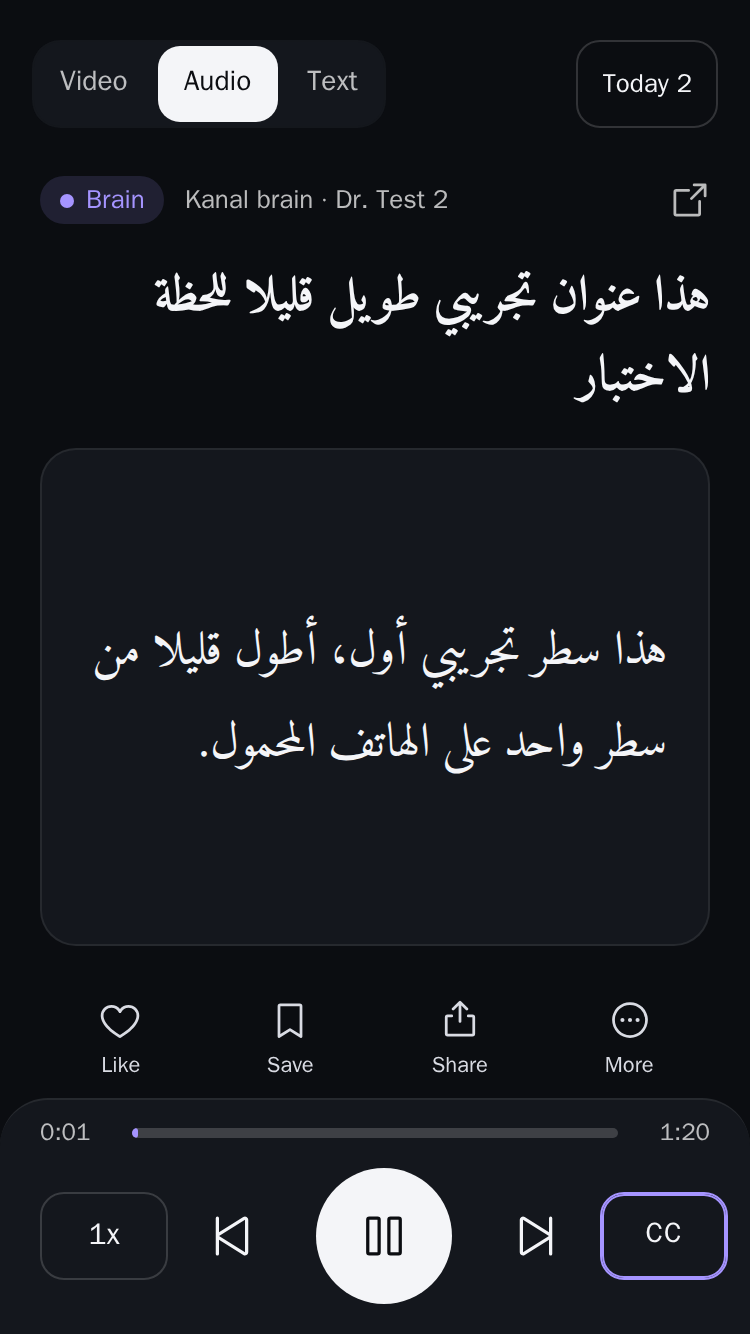 Video Audio Text Today 2
Brain Kanal brain · Dr. Test 2
هذا عنوان تجريبي طويل قليلا للحظة
الاختبار
هذا سطر تجريبي أول، أطول قليلا من
سطر واحد على الهاتف المحمول.
Like Save Share More
0:01 1:20
1x CC